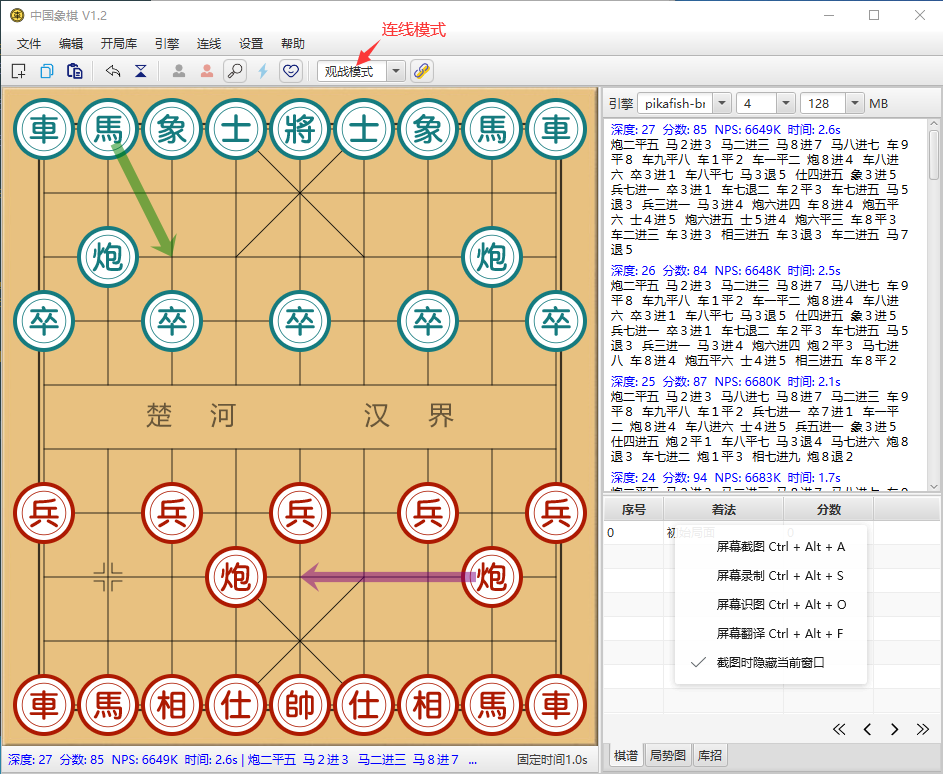 中国象棋 V1.2
连线模式
文件 编辑 开局库 引擎 连线 设置 帮助
观战模式
引擎 pikafish-br 4 128 MB
車 馬 象 士 將 士 象 馬 車
炮 炮
卒 卒 卒 卒 卒
楚 河 汉 界
兵 兵 兵 兵 兵
炮 炮
車 馬 相 仕 帥 仕 相 馬 車
深度: 27 分数: 85 NPS: 6649K 时间: 2.6s
炮二平五 马２进３ 马二进三 马８进７ 马八进七 车９
平８ 车九平八 车１平２ 车一平二 炮８进４ 车八进
六 卒３进１ 车八平七 马３退５ 仕四进五 象３进５
兵七进一 卒３进１ 车七退二 车２平３ 车七进五 马５
退３ 兵三进一 马３进４ 炮六进四 车８进４ 炮五平
六 士４进５ 炮六进五 士５进４ 炮六平三 车８平３
车二进三 车３进３ 相三进五 车３退３ 车二进五 马７
退５
深度: 26 分数: 84 NPS: 6648K 时间: 2.5s
炮二平五 马２进３ 马二进三 马８进７ 马八进七 车９
平８ 车九平八 车１平２ 车一平二 炮８进４ 车八进
六 卒３进１ 车八平七 马３退５ 仕四进五 象３进５
兵七进一 卒３进１ 车七退二 车２平３ 车七进五 马５
退３ 兵三进一 马３进４ 炮六进四 炮２平３ 马七进
八 车８进４ 炮五平六 士４进５ 相三进五 车８平２
深度: 25 分数: 87 NPS: 6680K 时间: 2.1s
炮二平五 马２进３ 马八进七 马８进７ 马二进三 车９
平８ 车九平八 车１平２ 兵七进一 卒７进１ 车一平
二 炮８进４ 车八进六 士４进５ 兵五进一 象３进５
仕四进五 炮２平１ 车八平七 马３退４ 马七进六 炮８
退３ 车七进二 炮１平３ 相七进九 炮８退２
深度: 24 分数: 94 NPS: 6683K 时间: 1.7s
炮二平五 马２进３ 马二进三 马８进７ 马八进七 车９
序号 着法 分数
0 初始局面 0
屏幕截图 Ctrl + Alt + A
屏幕录制 Ctrl + Alt + S
屏幕识图 Ctrl + Alt + O
屏幕翻译 Ctrl + Alt + F
截图时隐藏当前窗口
棋谱 局势图 库招
深度: 27 分数: 85 NPS: 6649K 时间: 2.6s | 炮二平五 马２进３ 马二进三 马８进７ ...
固定时间1.0s